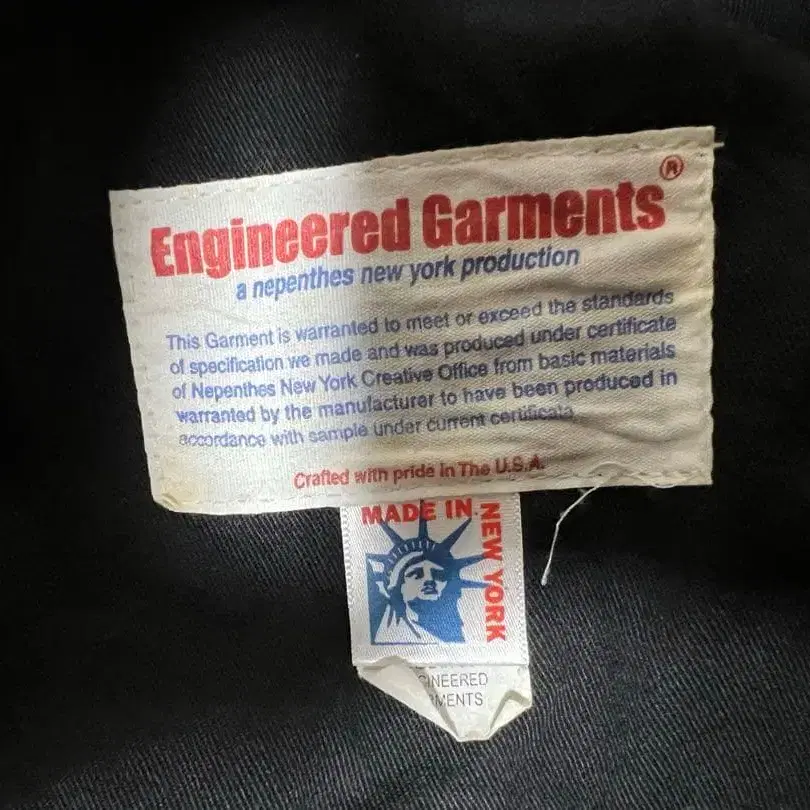 Engineered Garments®
a nepenthes new york production
This Garment is warranted to meet or exceed the standards
of specification we made and was produced under certificate
of Nepenthes New York Creative Office from basic materials
warranted by the manufacturer to have been produced in
accordance with sample under current certificata
Crafted with pride in The U.S.A.
MADE IN
NEW YORK
GINEERED
MENTS